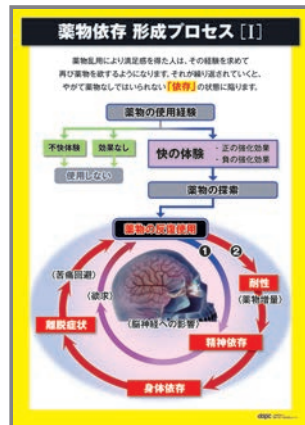 薬物依存 形成プロセス [I]
薬物乱用により満足感を得た人は、その経験を求めて
再び薬物を欲するようになります。それが繰り返されていくと、
やがて薬物なしではいられない「依存」の状態に陥ります。
薬物の使用経験
不快体験
効果なし
快の体験
・正の強化効果
・負の強化効果
使用しない
薬物の探索
薬物の反復使用
①
②
(苦痛回避)
耐性
(薬物増量)
(欲求)
(脳神経への影響)
離脱症状
精神依存
身体依存